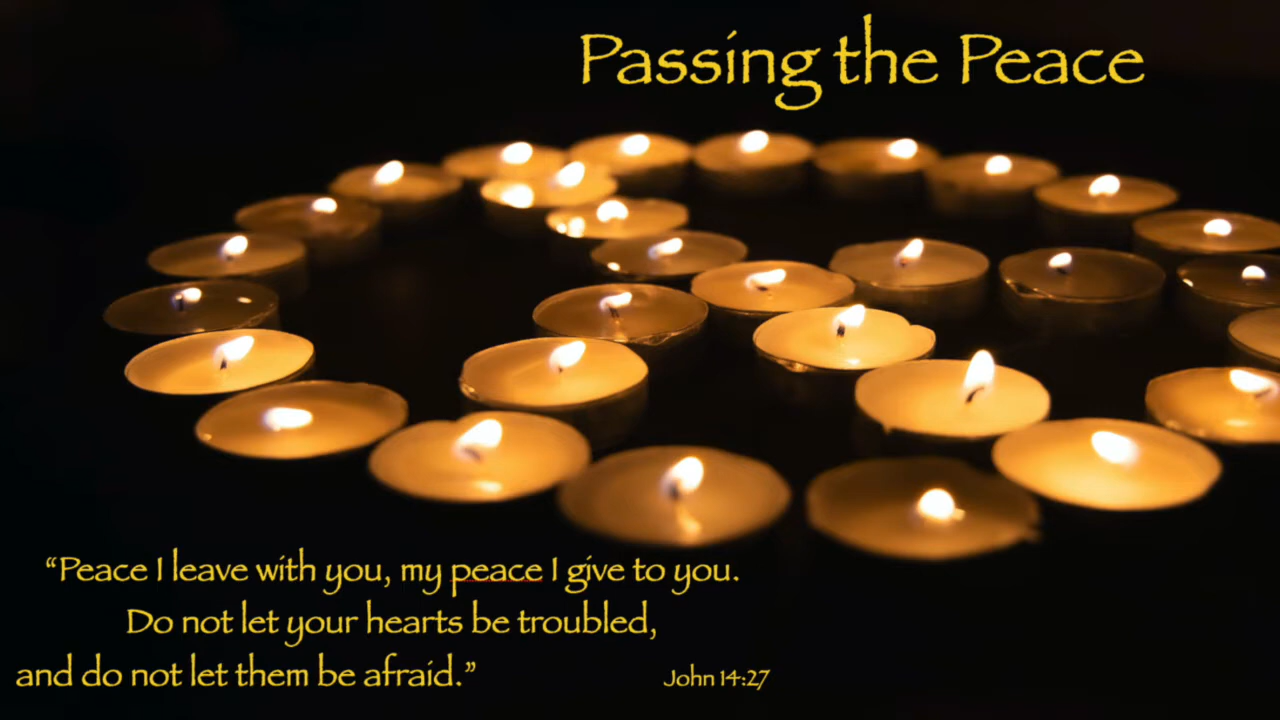 Passing the Peace
“Peace I leave with you, my peace I give to you.
Do not let your hearts be troubled,
and do not let them be afraid.” John 14:27